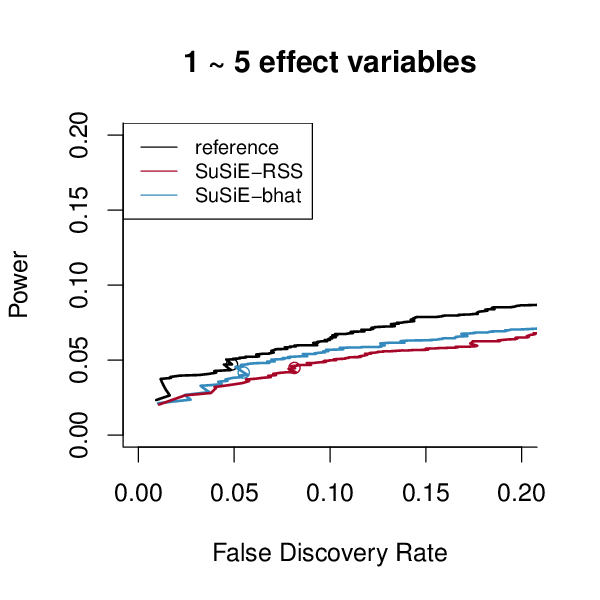 1 ~ 5 effect variables
Power
0.20
0.15
0.10
0.05
0.00
reference
SuSiE−RSS
SuSiE−bhat
0.00 0.05 0.10 0.15 0.20
False Discovery Rate